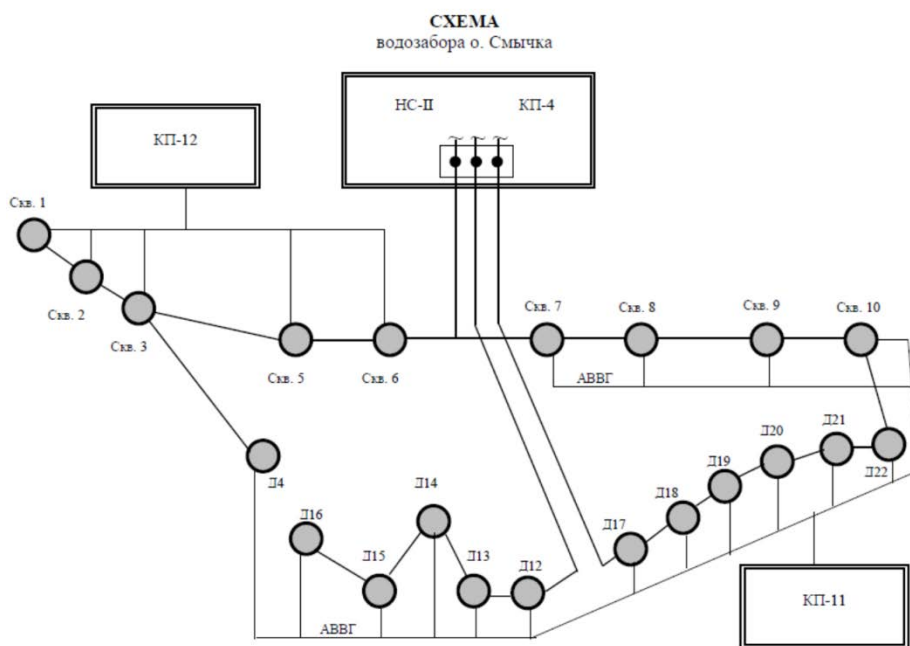 СХЕМА
водозабора о. Смычка
НС-II
КП-4
КП-12
Скв. 1
Скв. 2
Скв. 3
Скв. 5
Скв. 6
Скв. 7
Скв. 8
Скв. 9
Скв. 10
АВВГ
Д4
Д16
Д15
Д14
Д13
Д12
Д17
Д18
Д19
Д20
Д21
Д22
АВВГ
КП-11